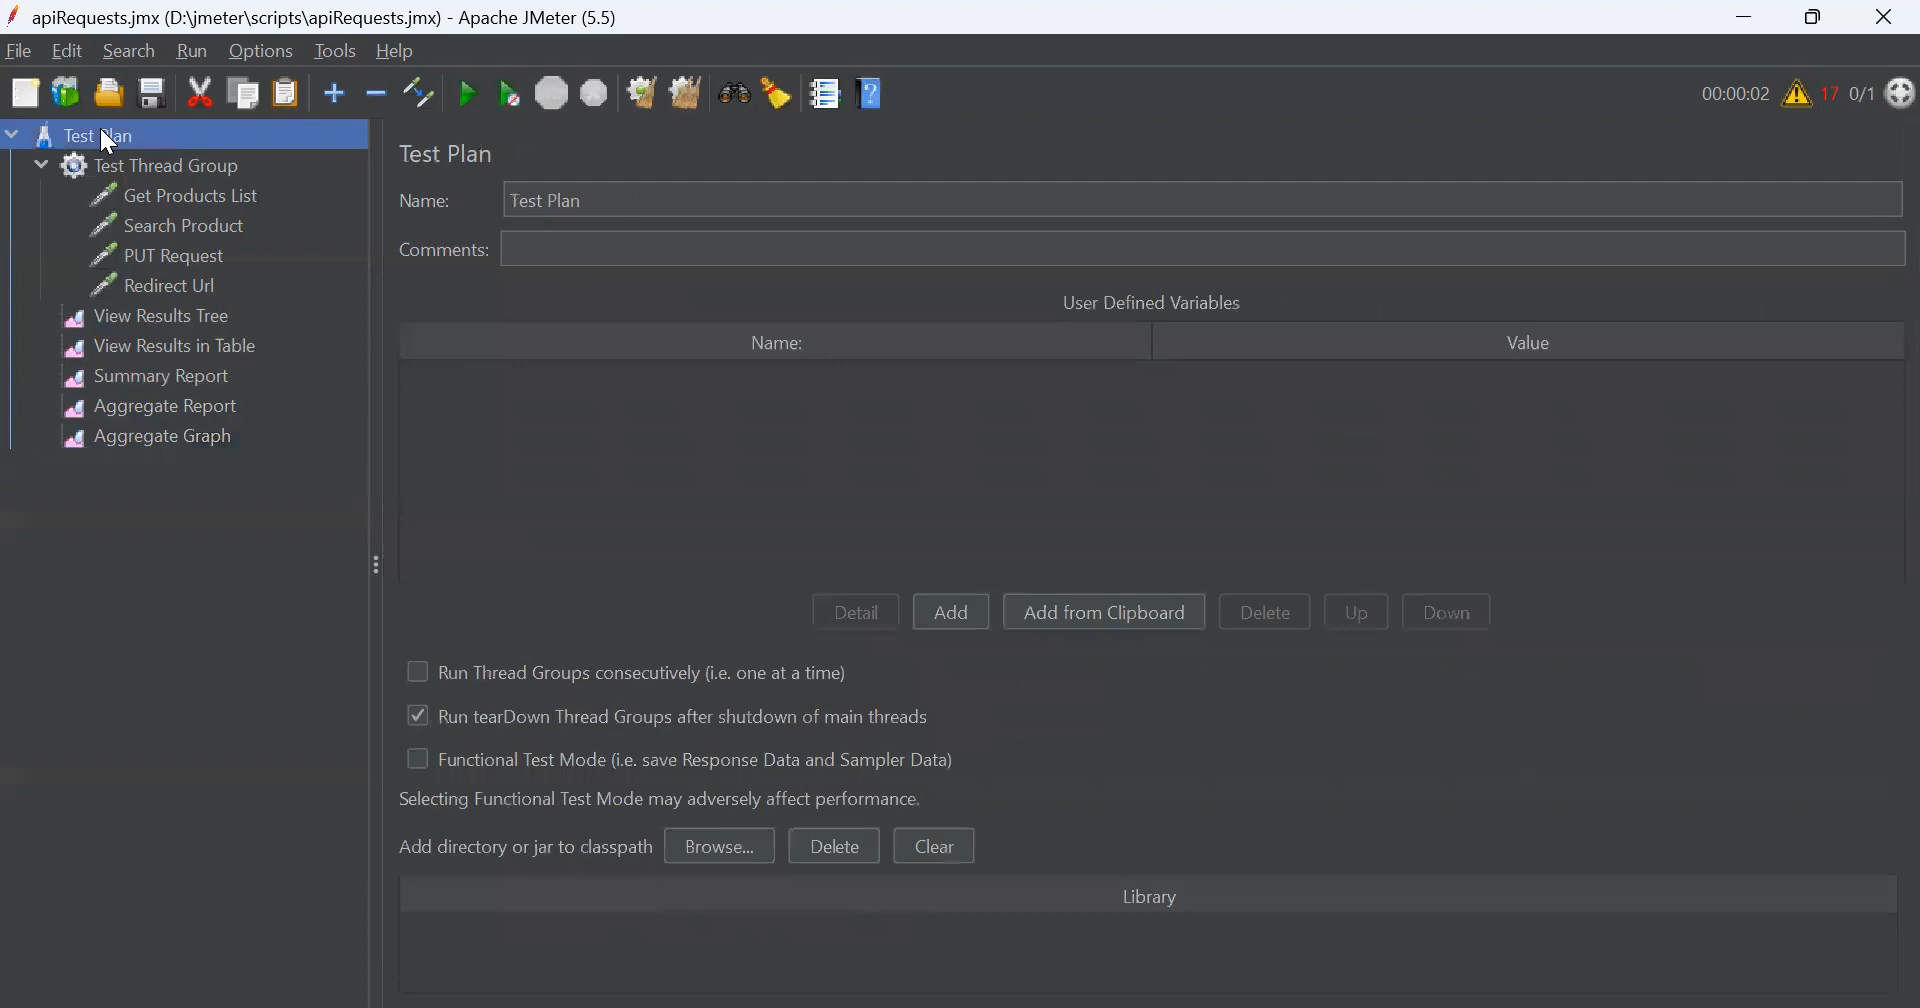 apiRequests.jmx (D:\jmeter\scripts\apiRequests.jmx) - Apache JMeter (5.5)
File Edit Search Run Options Tools Help
00:00:02 17 0/1
Test Plan
Test Thread Group
Get Products List
Search Product
PUT Request
Redirect Url
View Results Tree
View Results in Table
Summary Report
Aggregate Report
Aggregate Graph
Test Plan
Name: Test Plan
Comments:
User Defined Variables
Name: Value
Detail Add Add from Clipboard Delete Up Down
Run Thread Groups consecutively (i.e. one at a time)
Run tearDown Thread Groups after shutdown of main threads
Functional Test Mode (i.e. save Response Data and Sampler Data)
Selecting Functional Test Mode may adversely affect performance.
Add directory or jar to classpath Browse... Delete Clear
Library